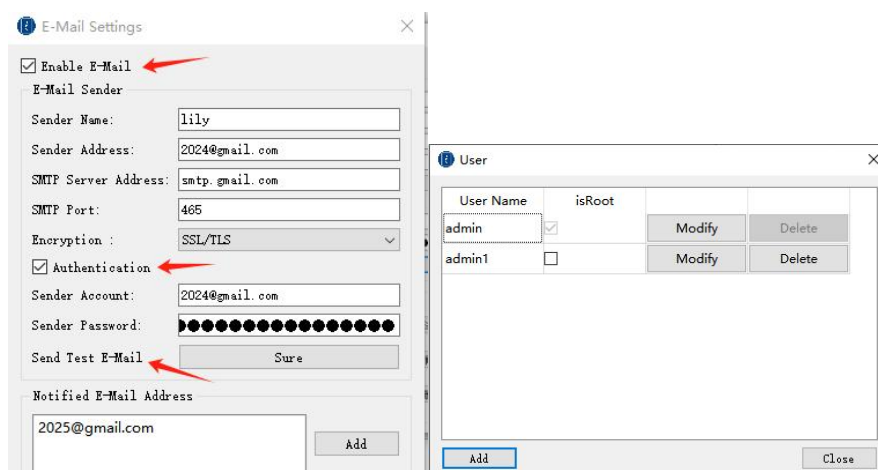 E-Mail Settings
Enable E-Mail
E-Mail Sender
Sender Name: lily
Sender Address: 2024@gmail.com
SMTP Server Address: smtp.gmail.com
SMTP Port: 465
Encryption : SSL/TLS
Authentication
Sender Account: 2024@gmail.com
Sender Password: ●●●●●●●●●●●●●●●●
Send Test E-Mail Sure
Notified E-Mail Address
2025@gmail.com
Add
User
User Name isRoot
admin Modify Delete
admin1 Modify Delete
Add Close